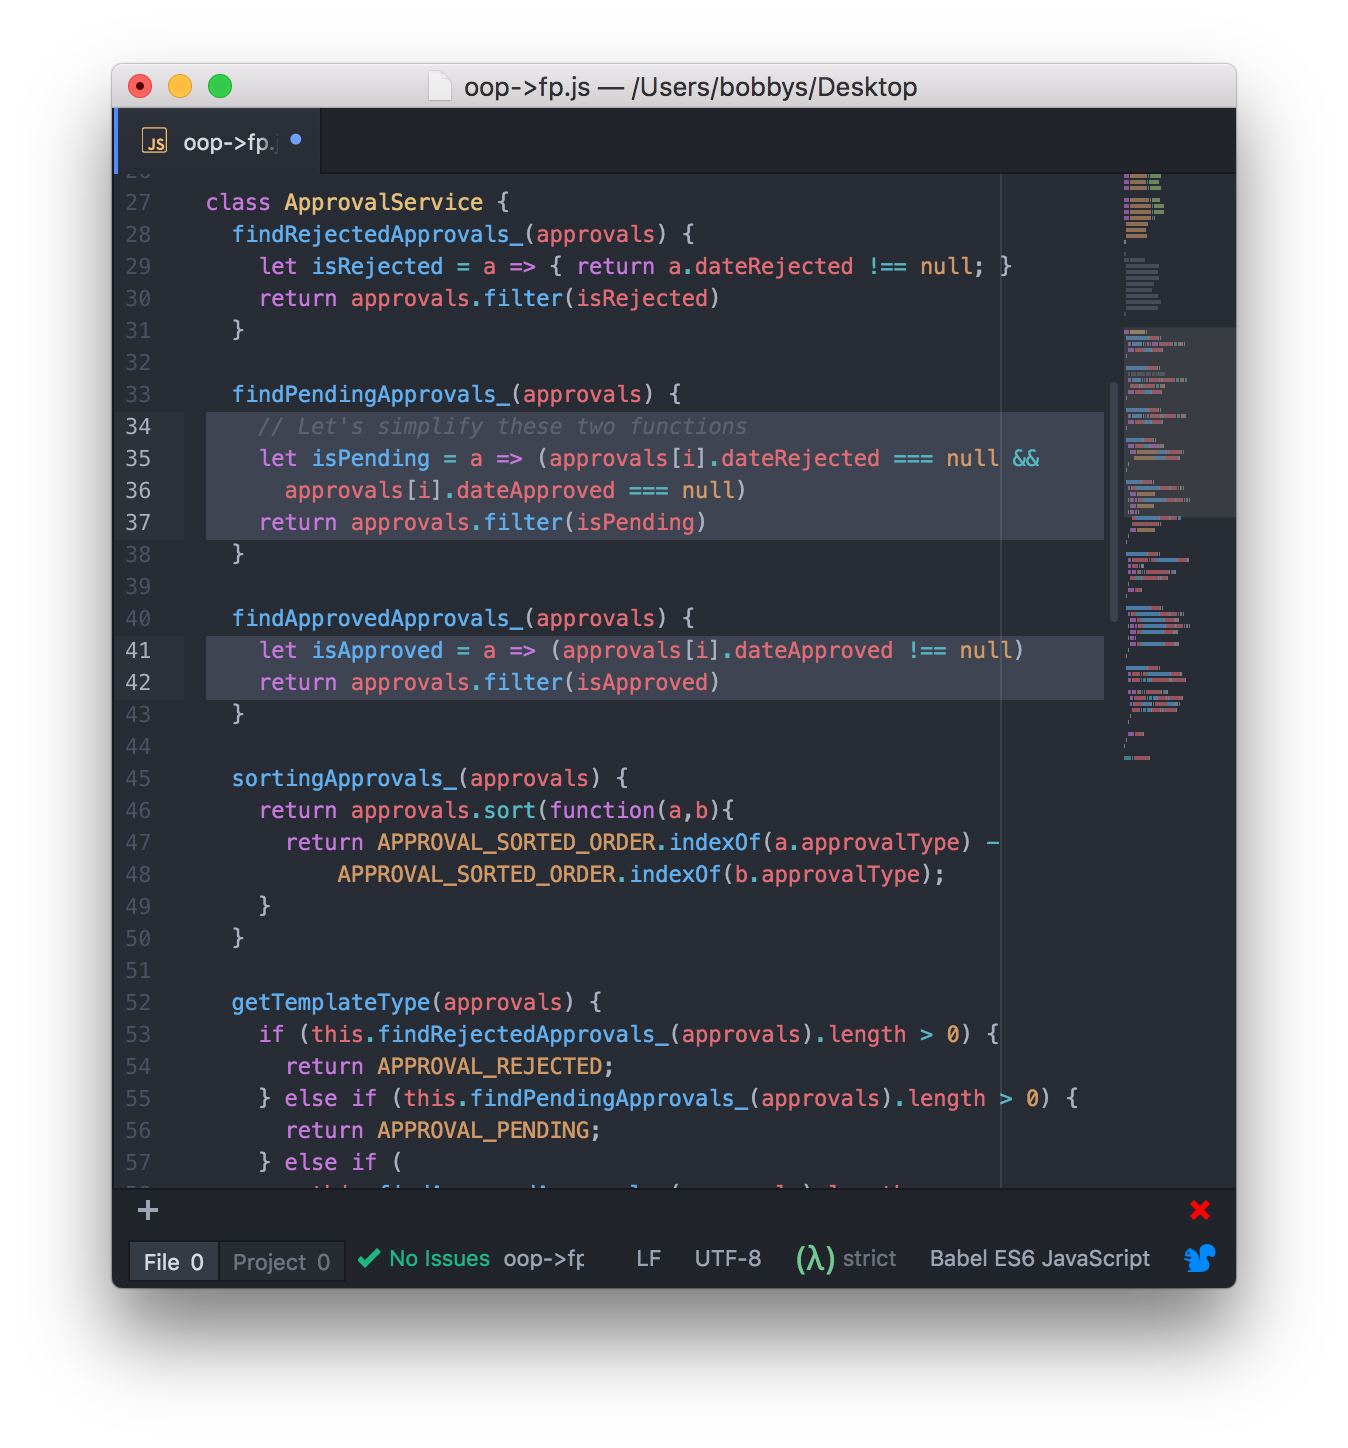 oop->fp.js — /Users/bobbys/Desktop
JS oop->fp.j
27 class ApprovalService {
28 findRejectedApprovals_(approvals) {
29 let isRejected = a => { return a.dateRejected !== null; }
30 return approvals.filter(isRejected)
31 }
32
33 findPendingApprovals_(approvals) {
34 // Let's simplify these two functions
35 let isPending = a => (approvals[i].dateRejected === null &&
36 approvals[i].dateApproved === null)
37 return approvals.filter(isPending)
38 }
39
40 findApprovedApprovals_(approvals) {
41 let isApproved = a => (approvals[i].dateApproved !== null)
42 return approvals.filter(isApproved)
43 }
44
45 sortingApprovals_(approvals) {
46 return approvals.sort(function(a,b){
47 return APPROVAL_SORTED_ORDER.indexOf(a.approvalType) -
48 APPROVAL_SORTED_ORDER.indexOf(b.approvalType);
49 }
50 }
51
52 getTemplateType(approvals) {
53 if (this.findRejectedApprovals_(approvals).length > 0) {
54 return APPROVAL_REJECTED;
55 } else if (this.findPendingApprovals_(approvals).length > 0) {
56 return APPROVAL_PENDING;
57 } else if (
File 0 Project 0 No Issues oop->fp LF UTF-8 (λ) strict Babel ES6 JavaScript